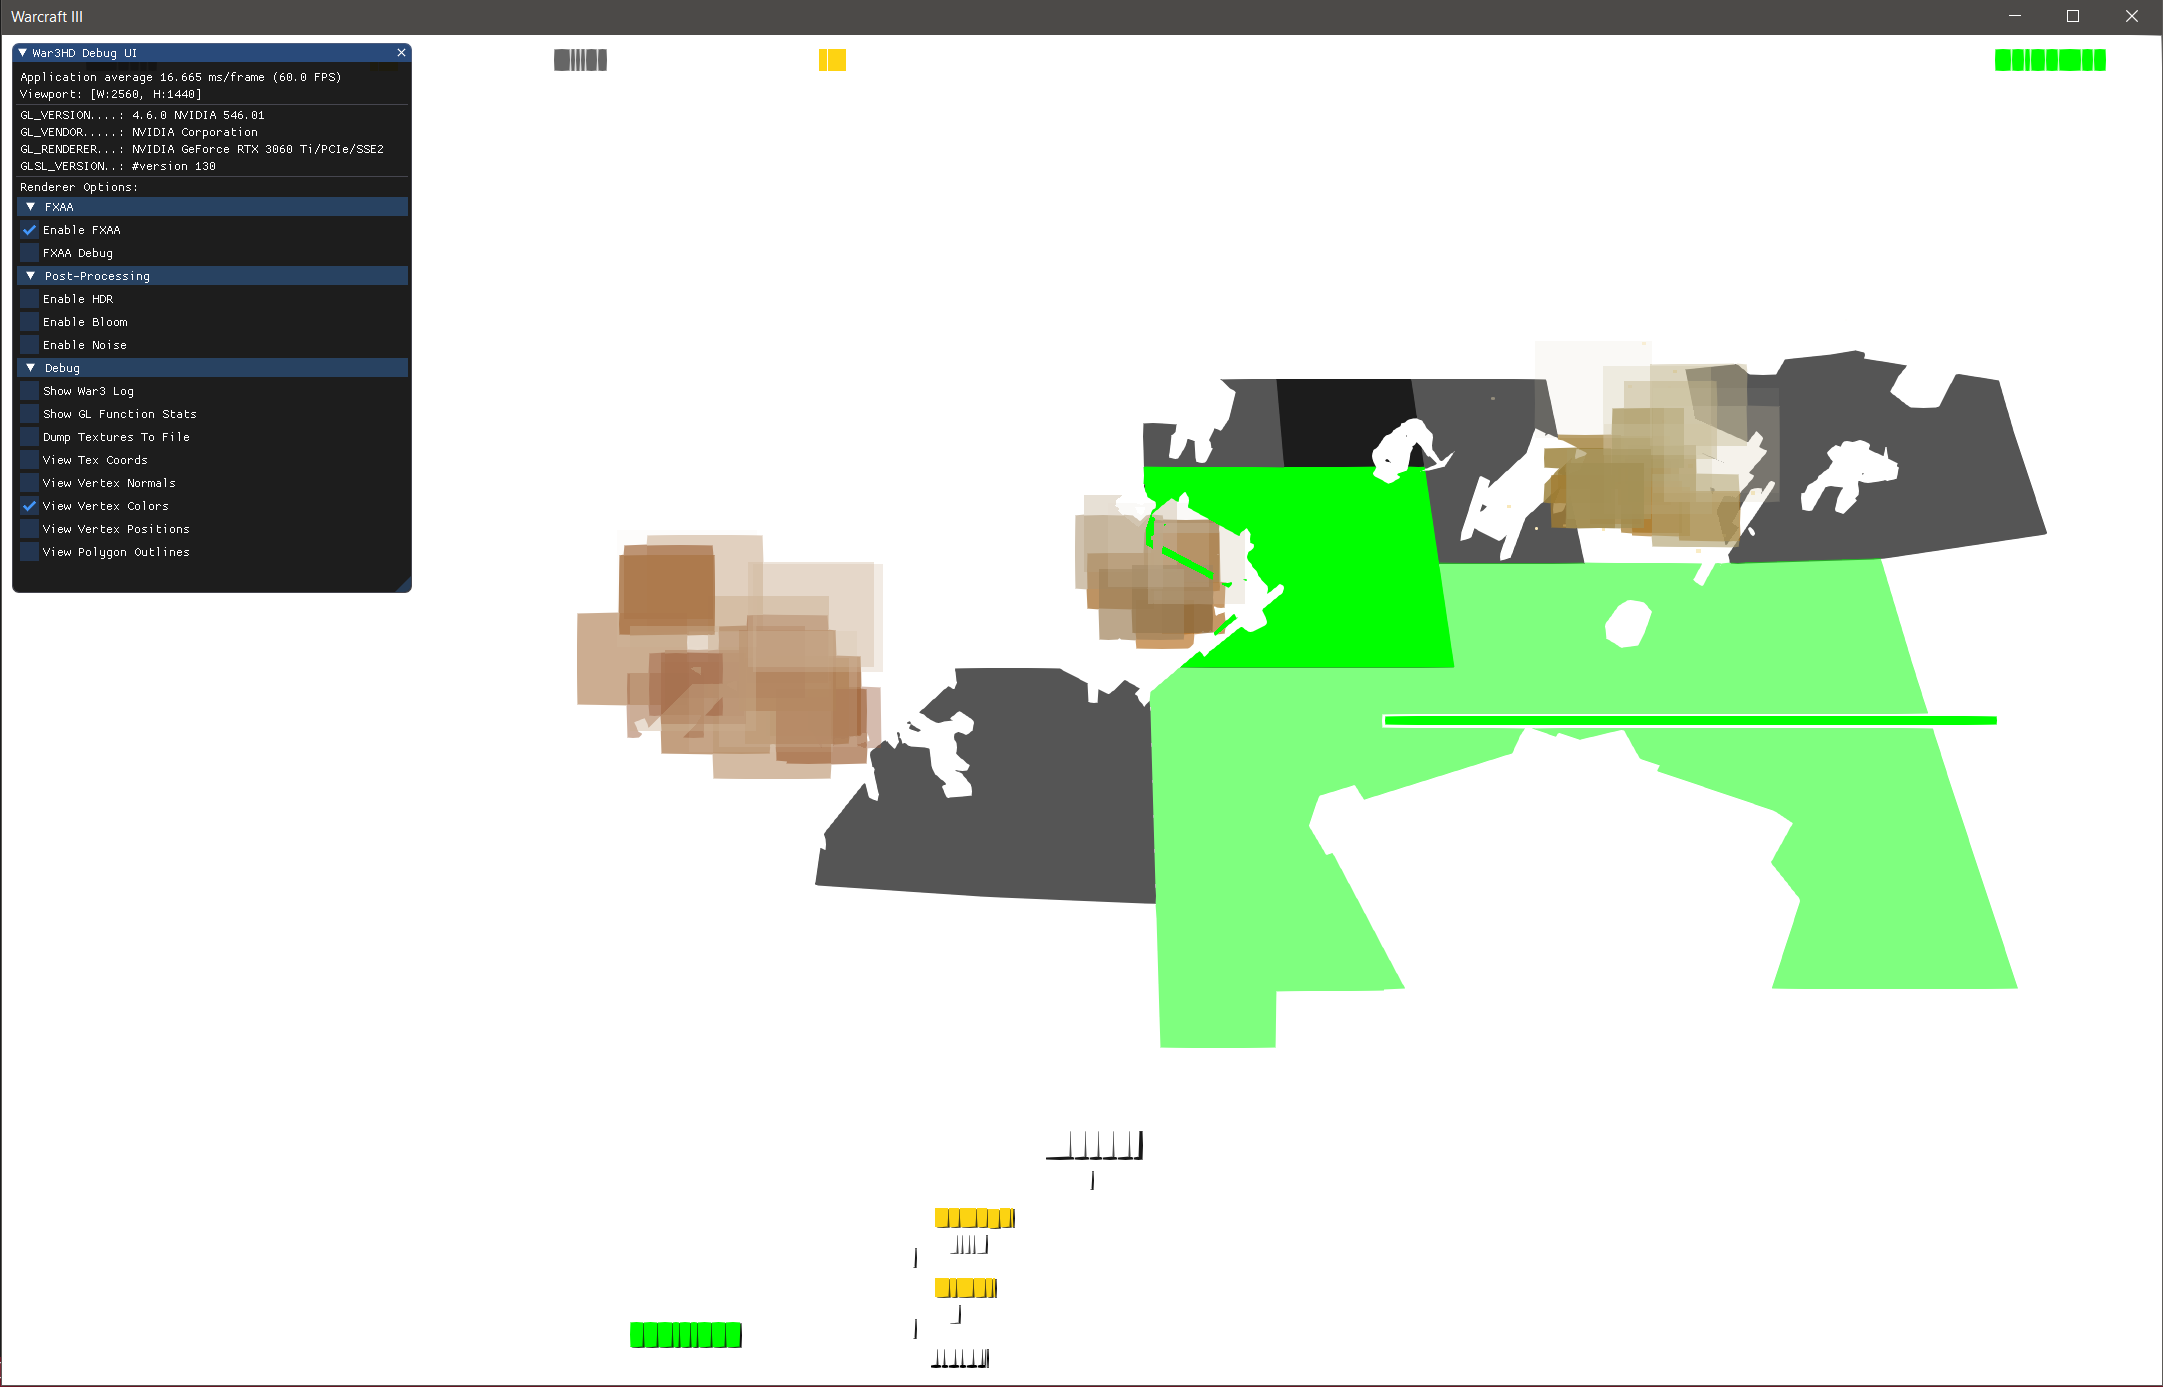 Warcraft III
War3HD Debug UI
Application average 16.665 ms/frame (60.0 FPS)
Viewport: [W:2560, H:1440]
GL_VERSION....: 4.6.0 NVIDIA 546.01
GL_VENDOR.....: NVIDIA Corporation
GL_RENDERER...: NVIDIA GeForce RTX 3060 Ti/PCIe/SSE2
GLSL_VERSION..: #version 130
Renderer Options:
FXAA
Enable FXAA
FXAA Debug
Post-Processing
Enable HDR
Enable Bloom
Enable Noise
Debug
Show War3 Log
Show GL Function Stats
Dump Textures To File
View Tex Coords
View Vertex Normals
View Vertex Colors
View Vertex Positions
View Polygon Outlines